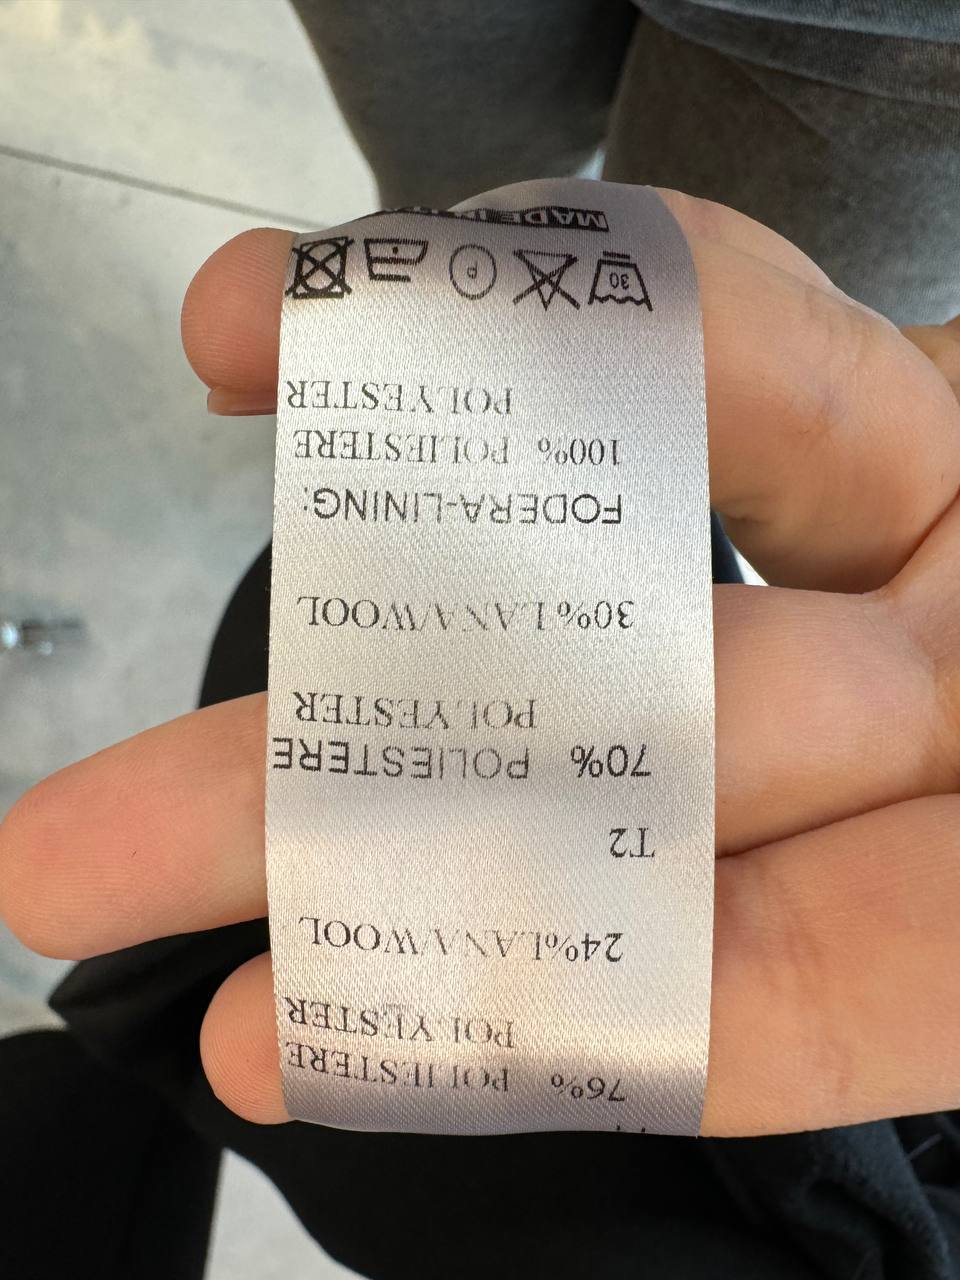 76% POLIESTERE
POLYESTER
24%LANA/WOOL
T2
70% POLIESTERE
POLYESTER
30%LANA/WOOL
FODERA-LINING:
100% POLIESTERE
POLYESTER
30
P
MADE